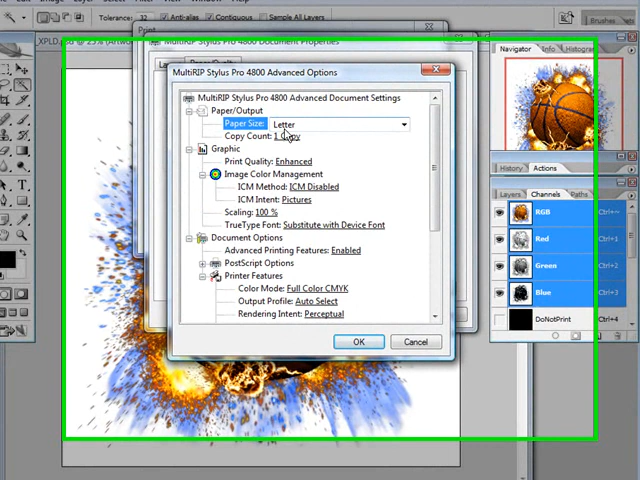 Tolerance: 32 Anti-alias Contiguous Sample All Layers
Brushes
Print
MultiRIP Stylus Pro 4800 Document Properties
MultiRIP Stylus Pro 4800 Advanced Options
MultiRIP Stylus Pro 4800 Advanced Document Settings
Paper/Output
Paper Size: Letter
Copy Count: 1 Copy
Graphic
Print Quality: Enhanced
Image Color Management
ICM Method: ICM Disabled
ICM Intent: Pictures
Scaling: 100 %
TrueType Font: Substitute with Device Font
Document Options
Advanced Printing Features: Enabled
PostScript Options
Printer Features
Color Mode: Full Color CMYK
Output Profile: Auto Select
Rendering Intent: Perceptual
OK Cancel
Navigator Info Histogram
History Actions
Layers Channels Paths
RGB Ctrl+~
Red Ctrl+1
Green Ctrl+2
Blue Ctrl+3
DoNotPrint Ctrl+4